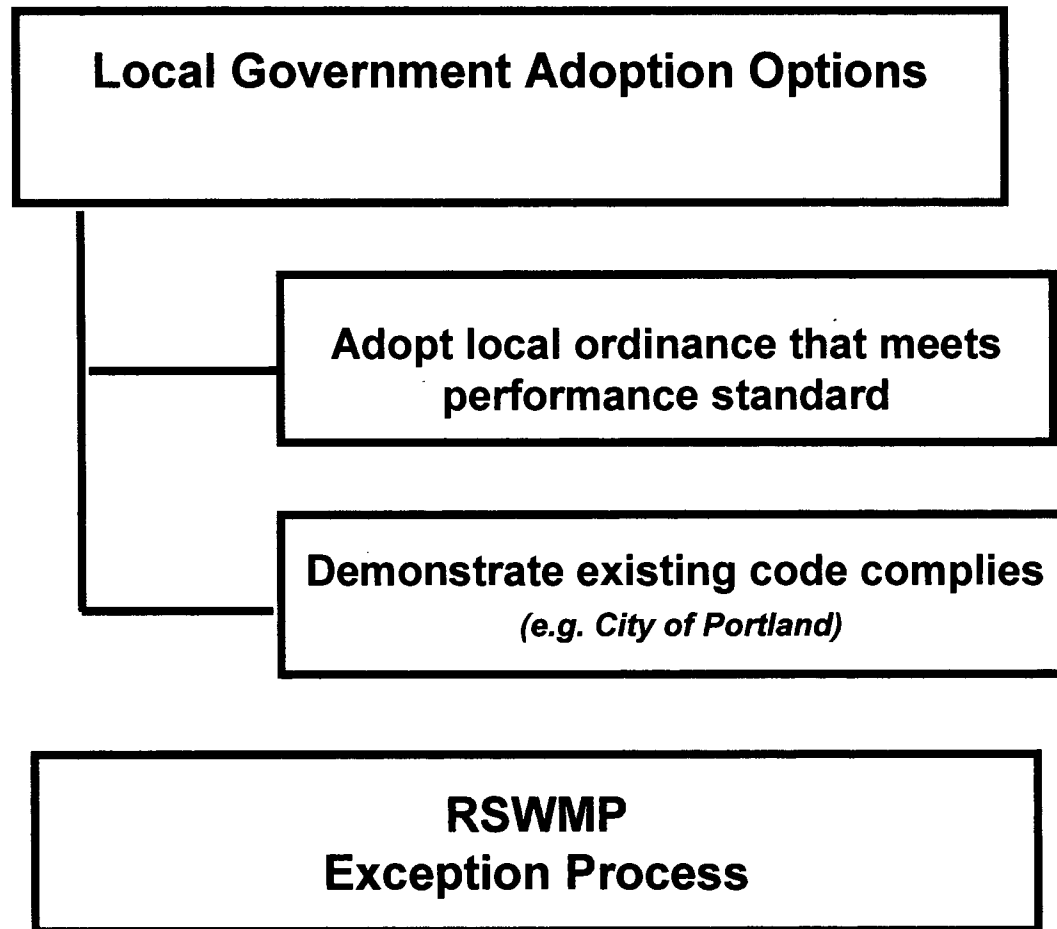 Local Government Adoption Options
Adopt local ordinance that meets
performance standard
Demonstrate existing code complies
(e.g. City of Portland)
RSWMP
Exception Process